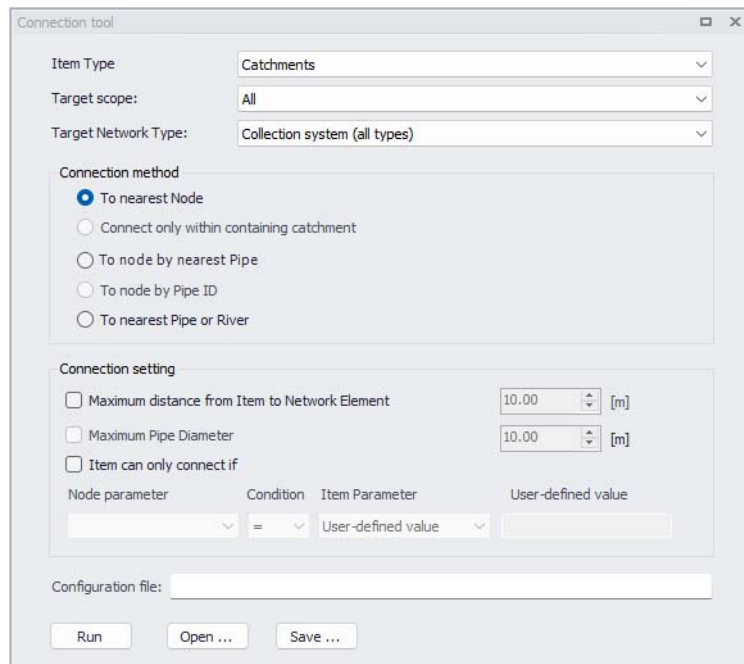 Connection tool
Item Type Catchments
Target scope: All
Target Network Type: Collection system (all types)
Connection method
To nearest Node
Connect only within containing catchment
To node by nearest Pipe
To node by Pipe ID
To nearest Pipe or River
Connection setting
Maximum distance from Item to Network Element 10.00 [m]
Maximum Pipe Diameter 10.00 [m]
Item can only connect if
Node parameter Condition Item Parameter User-defined value
= User-defined value
Configuration file:
Run Open ... Save ...